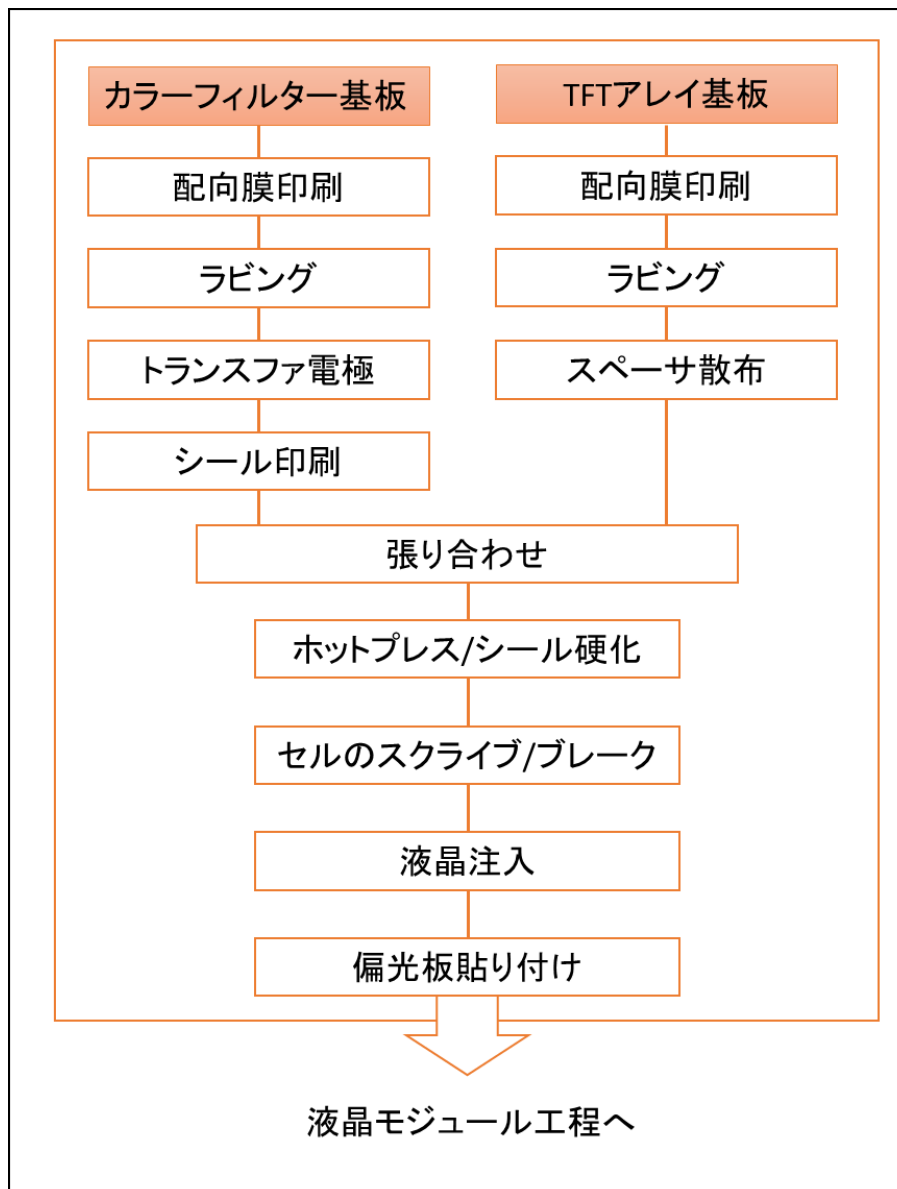 カラーフィルター基板
配向膜印刷
ラビング
トランスファ電極
シール印刷
TFTアレイ基板
配向膜印刷
ラビング
スペーサ散布
張り合わせ
ホットプレス/シール硬化
セルのスクライブ/ブレーク
液晶注入
偏光板貼り付け
液晶モジュール工程へ